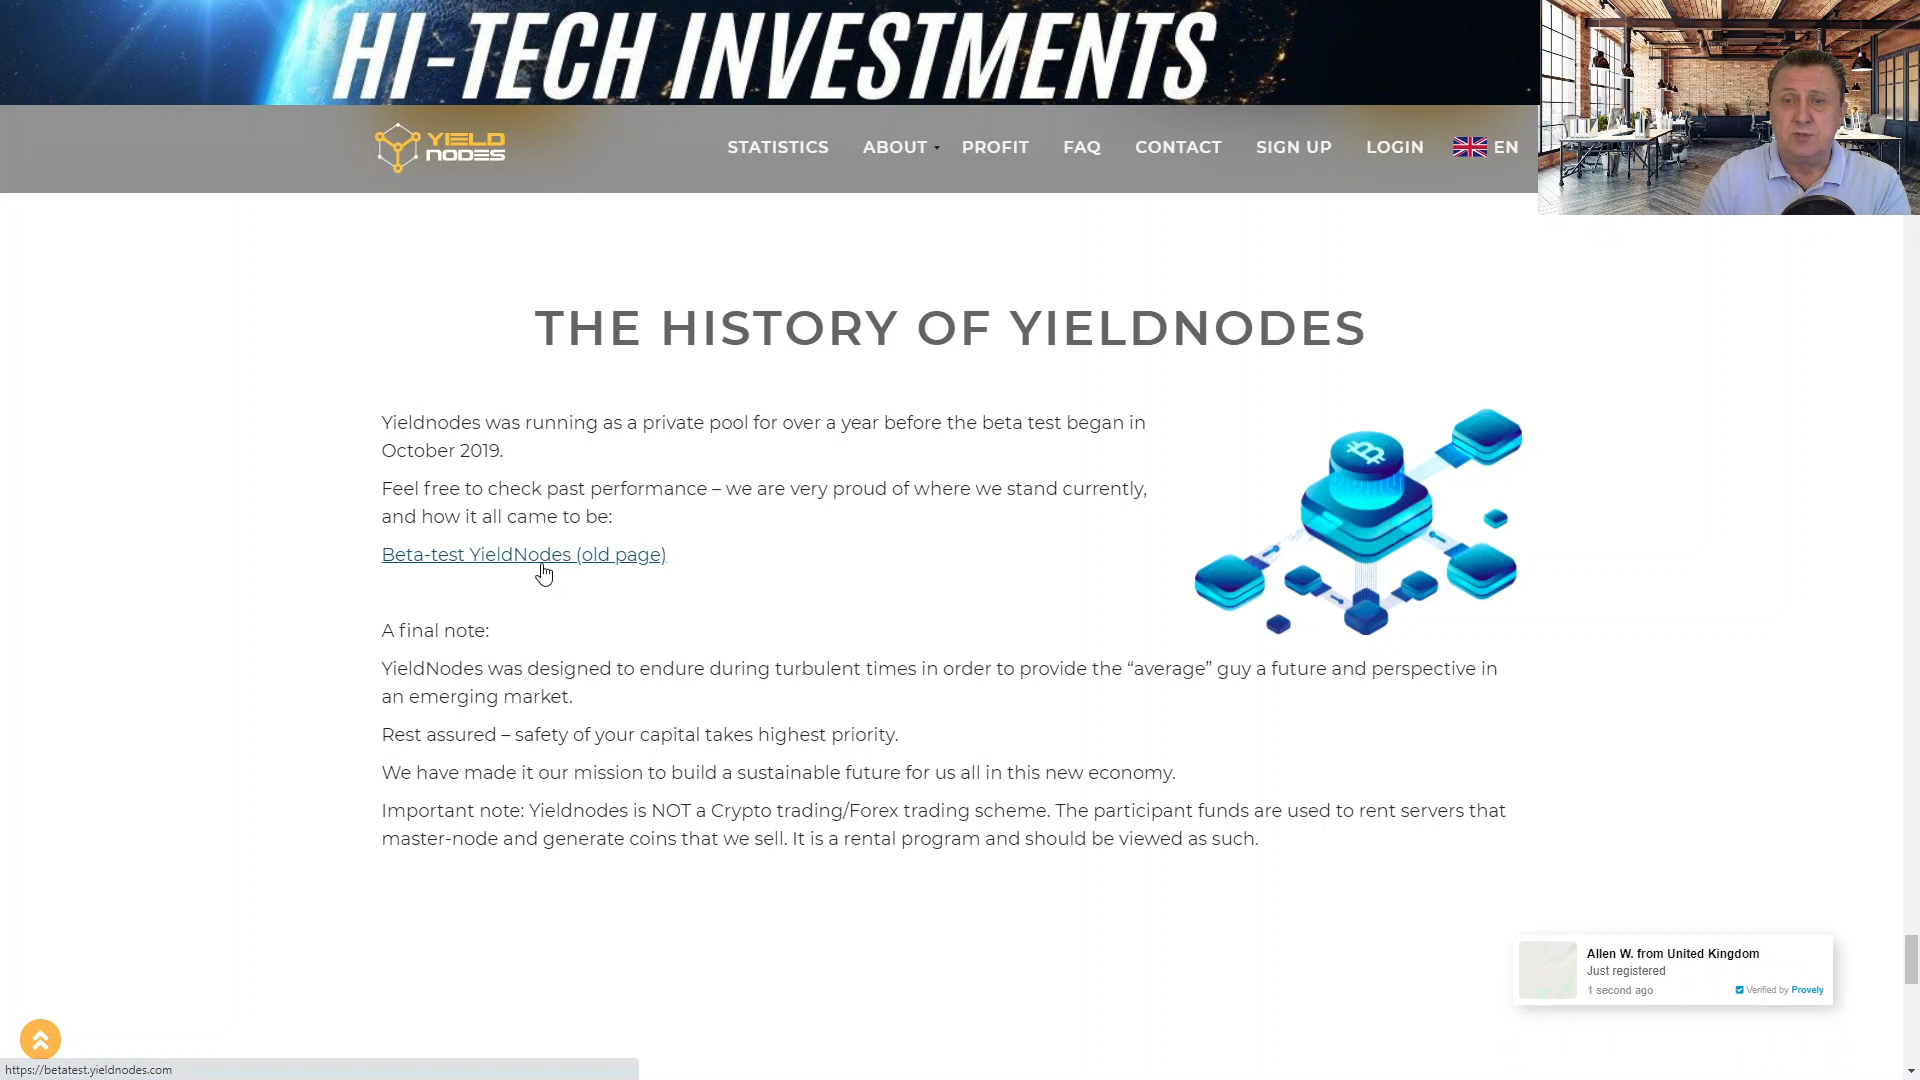 HI-TECH INVESTMENTS
YIELD
NODES
STATISTICS ABOUT PROFIT FAQ CONTACT SIGN UP LOGIN EN
THE HISTORY OF YIELDNODES
Yieldnodes was running as a private pool for over a year before the beta test began in
October 2019.
Feel free to check past performance – we are very proud of where we stand currently,
and how it all came to be:
Beta-test YieldNodes (old page)
A final note:
YieldNodes was designed to endure during turbulent times in order to provide the “average” guy a future and perspective in
an emerging market.
Rest assured – safety of your capital takes highest priority.
We have made it our mission to build a sustainable future for us all in this new economy.
Important note: Yieldnodes is NOT a Crypto trading/Forex trading scheme. The participant funds are used to rent servers that
master-node and generate coins that we sell. It is a rental program and should be viewed as such.
Allen W. from United Kingdom
Just registered
1 second ago
Verified by Provely
https://betatest.yieldnodes.com